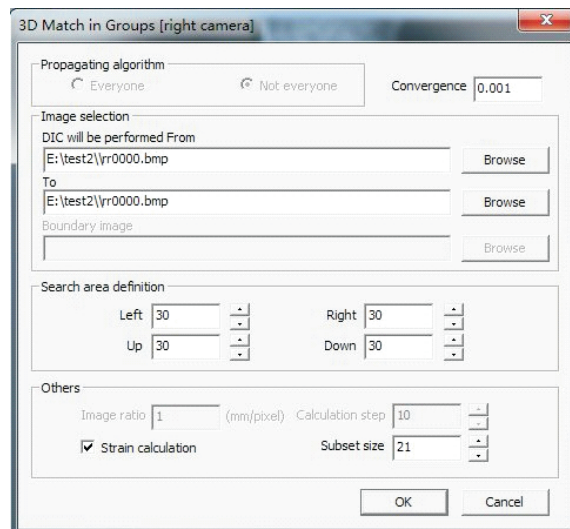 3D Match in Groups [right camera]
Propagating algorithm
Everyone
Not everyone
Convergence 0.001
Image selection
DIC will be performed From
E:\test2\\rr0000.bmp
Browse
To
E:\test2\\rr0000.bmp
Browse
Boundary image
Browse
Search area definition
Left 30
Right 30
Up 30
Down 30
Others
Image ratio 1 (mm/pixel)
Calculation step 10
Strain calculation
Subset size 21
OK
Cancel